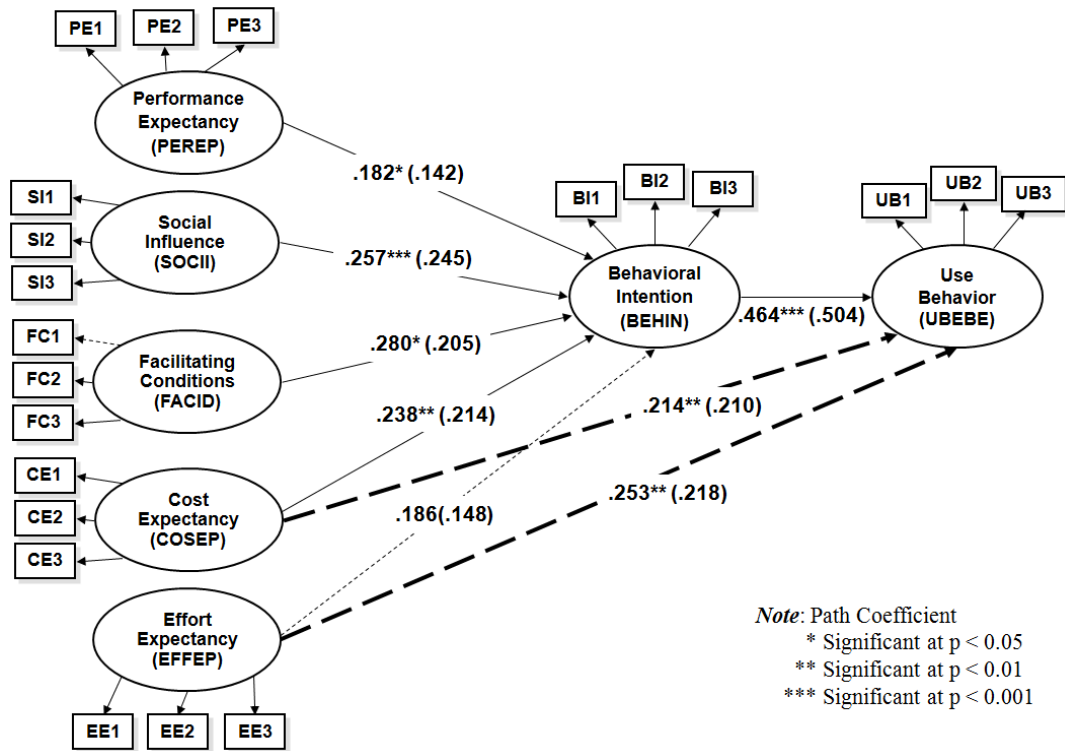 PE1
PE2
PE3
Performance
Expectancy
(PEREP)
.182* (.142)
SI1
SI2
SI3
Social
Influence
(SOCII)
.257*** (.245)
BI1
BI2
BI3
Behavioral
Intention
(BEHIN)
UB1
UB2
UB3
Use
Behavior
(UBEBE)
.464*** (.504)
FC1
FC2
FC3
Facilitating
Conditions
(FACID)
.280* (.205)
.238** (.214)
.214** (.210)
CE1
CE2
CE3
Cost
Expectancy
(COSEP)
.186(.148)
.253** (.218)
Effort
Expectancy
(EFFEP)
EE1
EE2
EE3
Note: Path Coefficient
* Significant at p < 0.05
** Significant at p < 0.01
*** Significant at p < 0.001